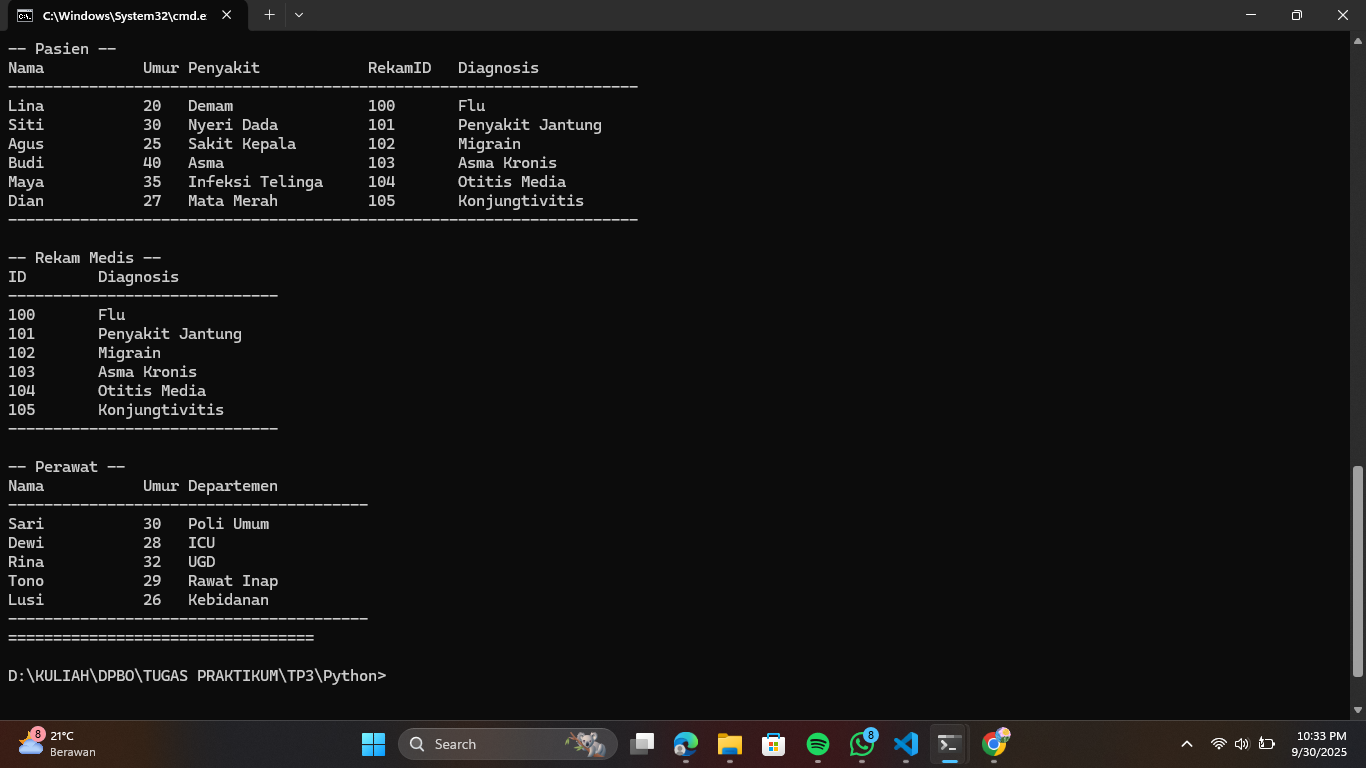 C:\Windows\System32\cmd.e
-- Pasien --
Nama Umur Penyakit RekamID Diagnosis
----------------------------------------------------------------------
Lina 20 Demam 100 Flu
Siti 30 Nyeri Dada 101 Penyakit Jantung
Agus 25 Sakit Kepala 102 Migrain
Budi 40 Asma 103 Asma Kronis
Maya 35 Infeksi Telinga 104 Otitis Media
Dian 27 Mata Merah 105 Konjungtivitis
----------------------------------------------------------------------
-- Rekam Medis --
ID Diagnosis
------------------------------
100 Flu
101 Penyakit Jantung
102 Migrain
103 Asma Kronis
104 Otitis Media
105 Konjungtivitis
------------------------------
-- Perawat --
Nama Umur Departemen
----------------------------------------
Sari 30 Poli Umum
Dewi 28 ICU
Rina 32 UGD
Tono 29 Rawat Inap
Lusi 26 Kebidanan
----------------------------------------
==================================
D:\KULIAH\DPBO\TUGAS PRAKTIKUM\TP3\Python>
8
21°C
Berawan
Search
8
10:33 PM
9/30/2025